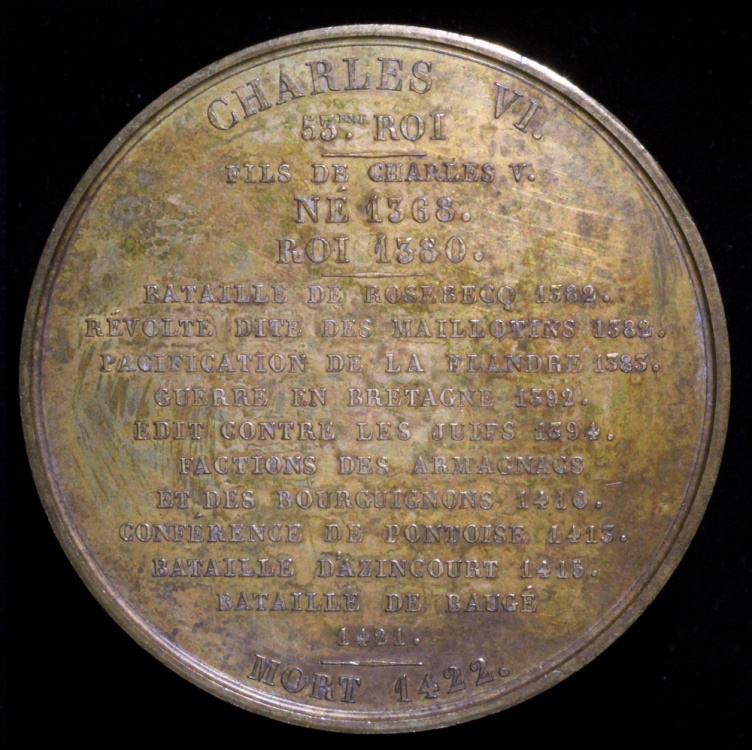 CHARLES VI.
53ÈME. ROI
FILS DE CHARLES V.
NÉ 1368.
ROI 1380.
BATAILLE DE ROSEBECQ 1382.
RÉVOLTE DITE DES MAILLOTINS 1382.
PACIFICATION DE LA FLANDRE 1383.
GUERRE EN BRETAGNE 1392.
EDIT CONTRE LES JUIFS 1394.
FACTIONS DES ARMAGNACS
ET DES BOURGUIGNONS 1410.
CONFÉRENCE DE PONTOISE 1413.
BATAILLE D'AZINCOURT 1415.
BATAILLE DE BAUGÉ
1421.
MORT 1422.